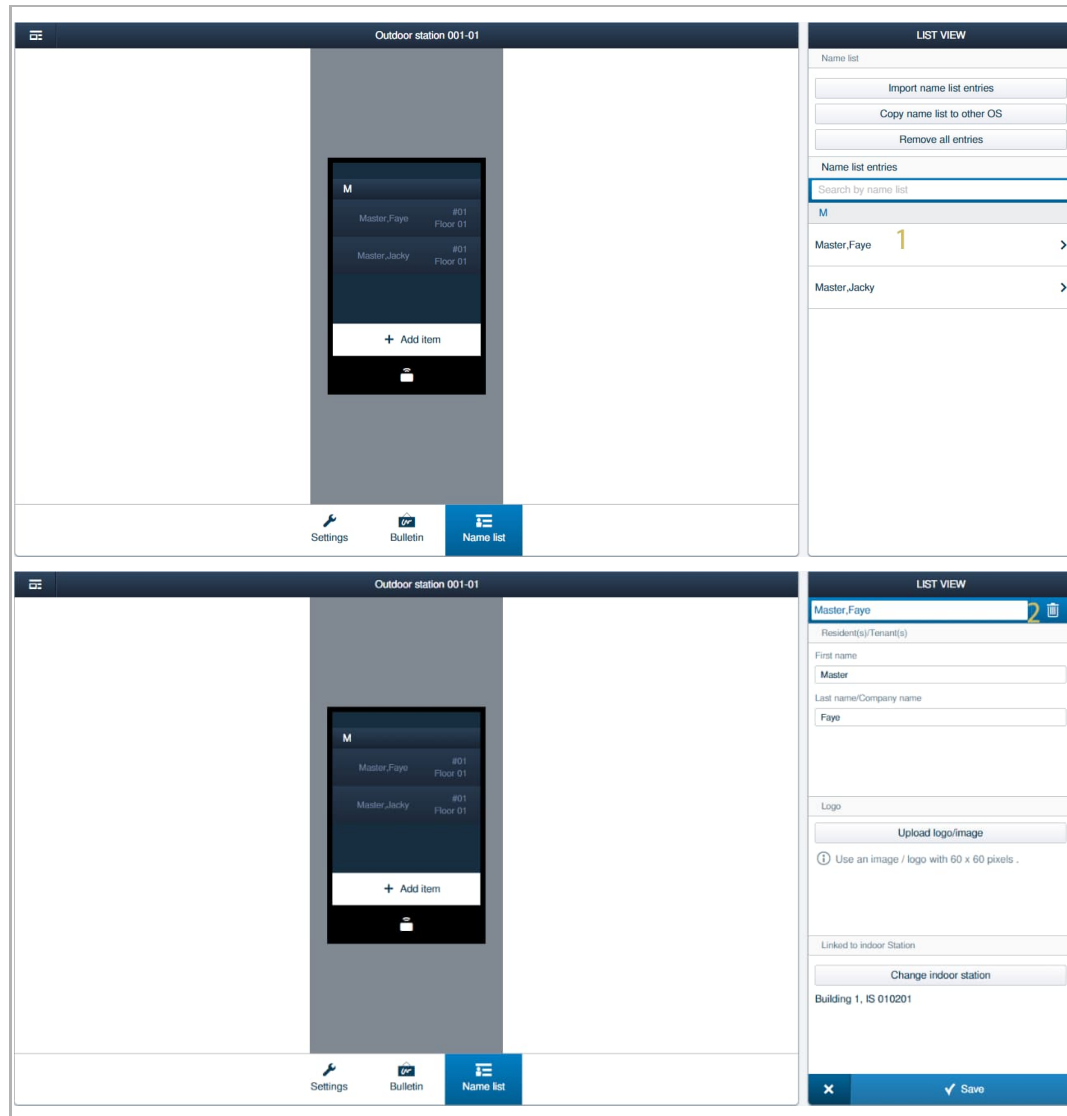 Outdoor station 001-01
M
Master,Faye #01
Floor 01
Master,Jacky #01
Floor 01
+ Add item
Settings Bulletin Name list
LIST VIEW
Name list
Import name list entries
Copy name list to other OS
Remove all entries
Name list entries
Search by name list
M
Master,Faye 1
Master,Jacky
Outdoor station 001-01
M
Master,Faye #01
Floor 01
Master,Jacky #01
Floor 01
+ Add item
Settings Bulletin Name list
LIST VIEW
Master,Faye 2
Resident(s)/Tenant(s)
First name
Master
Last name/Company name
Faye
Logo
Upload logo/image
Use an image / logo with 60 x 60 pixels .
Linked to indoor Station
Change indoor station
Building 1, IS 010201
Save